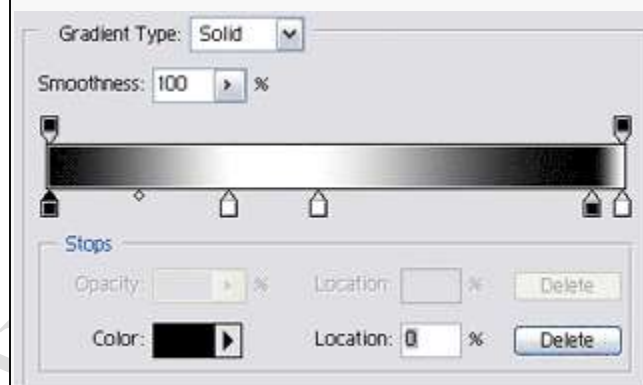 Gradient Type: Solid
Smoothness: 100 %
Stops
Opacity: % Location: % Delete
Color: Location: 0 % Delete